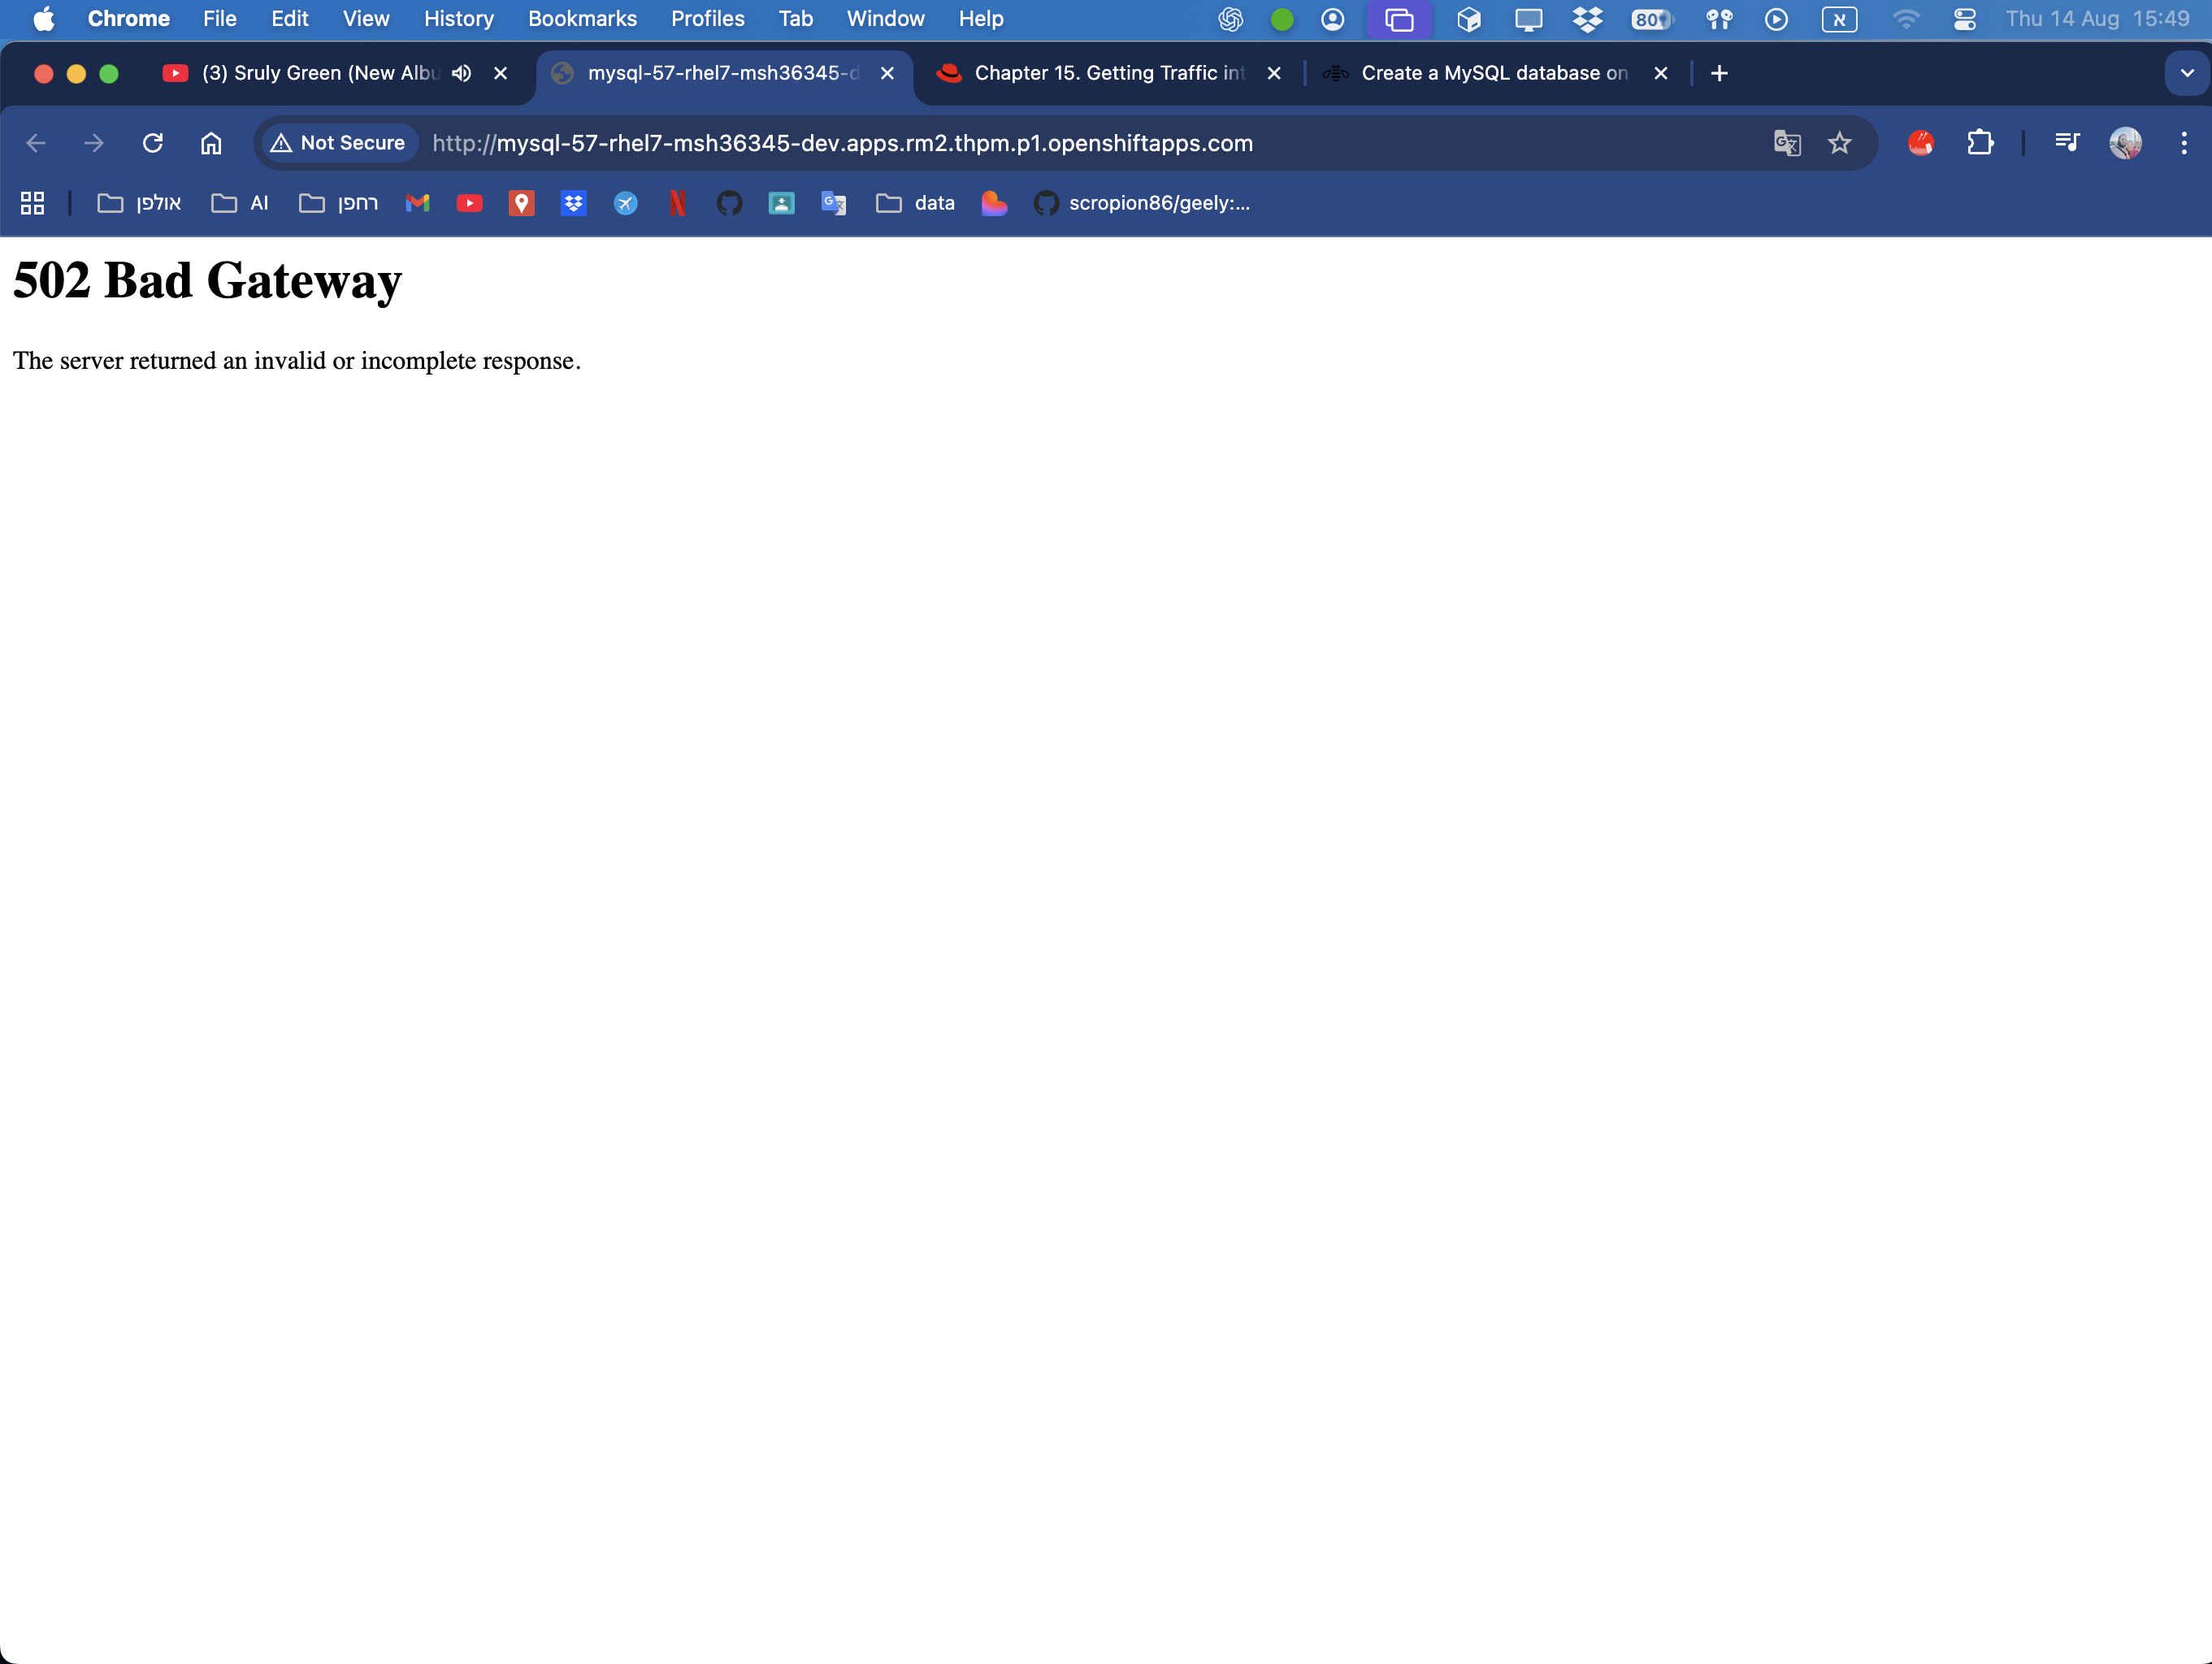 Chrome File Edit View History Bookmarks Profiles Tab Window Help 80 א Thu 14 Aug 15:49
(3) Sruly Green (New Albu mysql-57-rhel7-msh36345-d Chapter 15. Getting Traffic int Create a MySQL database on
Not Secure http://mysql-57-rhel7-msh36345-dev.apps.rm2.thpm.p1.openshiftapps.com
אולפן AI רחפן data scropion86/geely:...
502 Bad Gateway
The server returned an invalid or incomplete response.